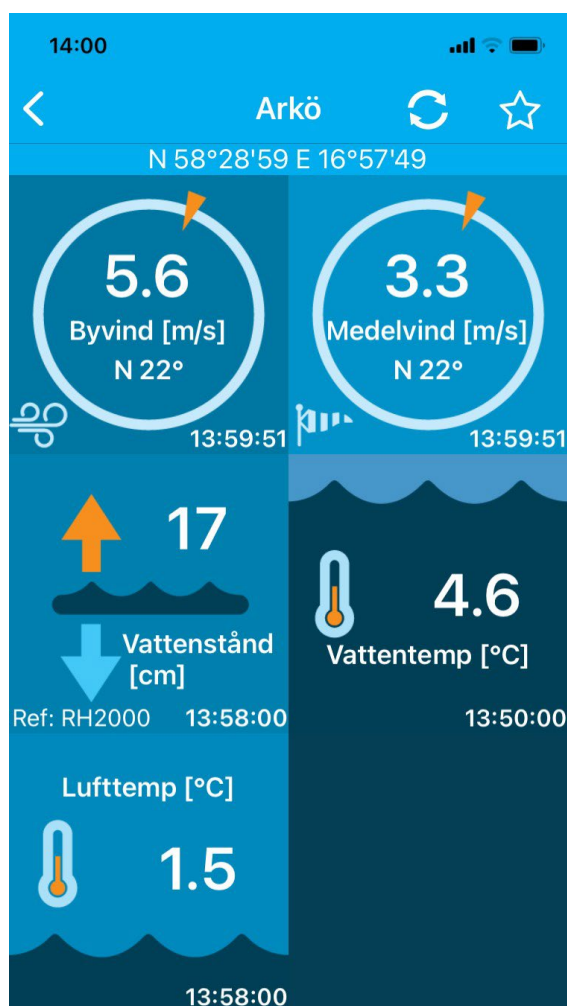 14:00
Arkö
N 58°28'59 E 16°57'49
5.6
Byvind [m/s]
N 22°
13:59:51
3.3
Medelvind [m/s]
N 22°
13:59:51
17
Vattenstånd
[cm]
Ref: RH2000 13:58:00
4.6
Vattentemp [°C]
13:50:00
Lufttemp [°C]
1.5
13:58:00